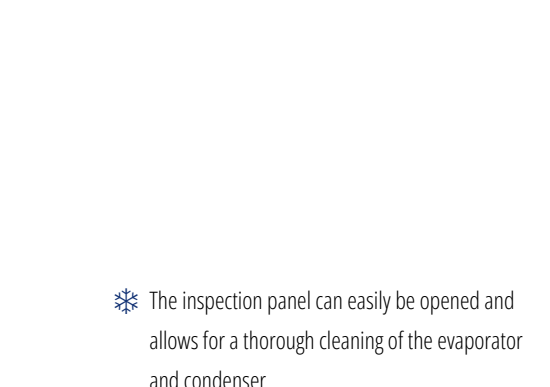 The inspection panel can easily be opened and
allows for a thorough cleaning of the evaporator
and condenser